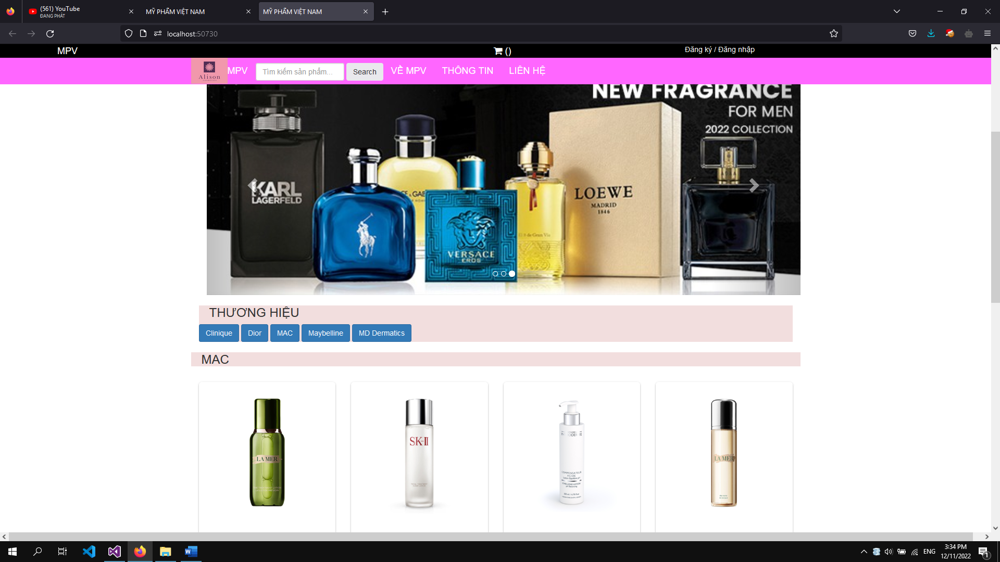 (561) YouTube
ĐANG PHÁT
MỸ PHẨM VIỆT NAM
MỸ PHẨM VIỆT NAM
localhost:50730
MPV
()
Đăng ký / Đăng nhập
Alison
MPV
Tìm kiếm sản phẩm...
Search
VỀ MPV
THÔNG TIN
LIÊN HỆ
NEW FRAGRANCE
FOR MEN
2022 COLLECTION
KARL
LAGERFELD
LOEWE
MADRID
1846
VERSACE
EROS
THƯƠNG HIỆU
Clinique
Dior
MAC
Maybelline
MD Dermatics
MAC
LA MER
SK-II
COMPENSATEUR
ACIDE
LA MER
ENG
3:34 PM
12/11/2022
1